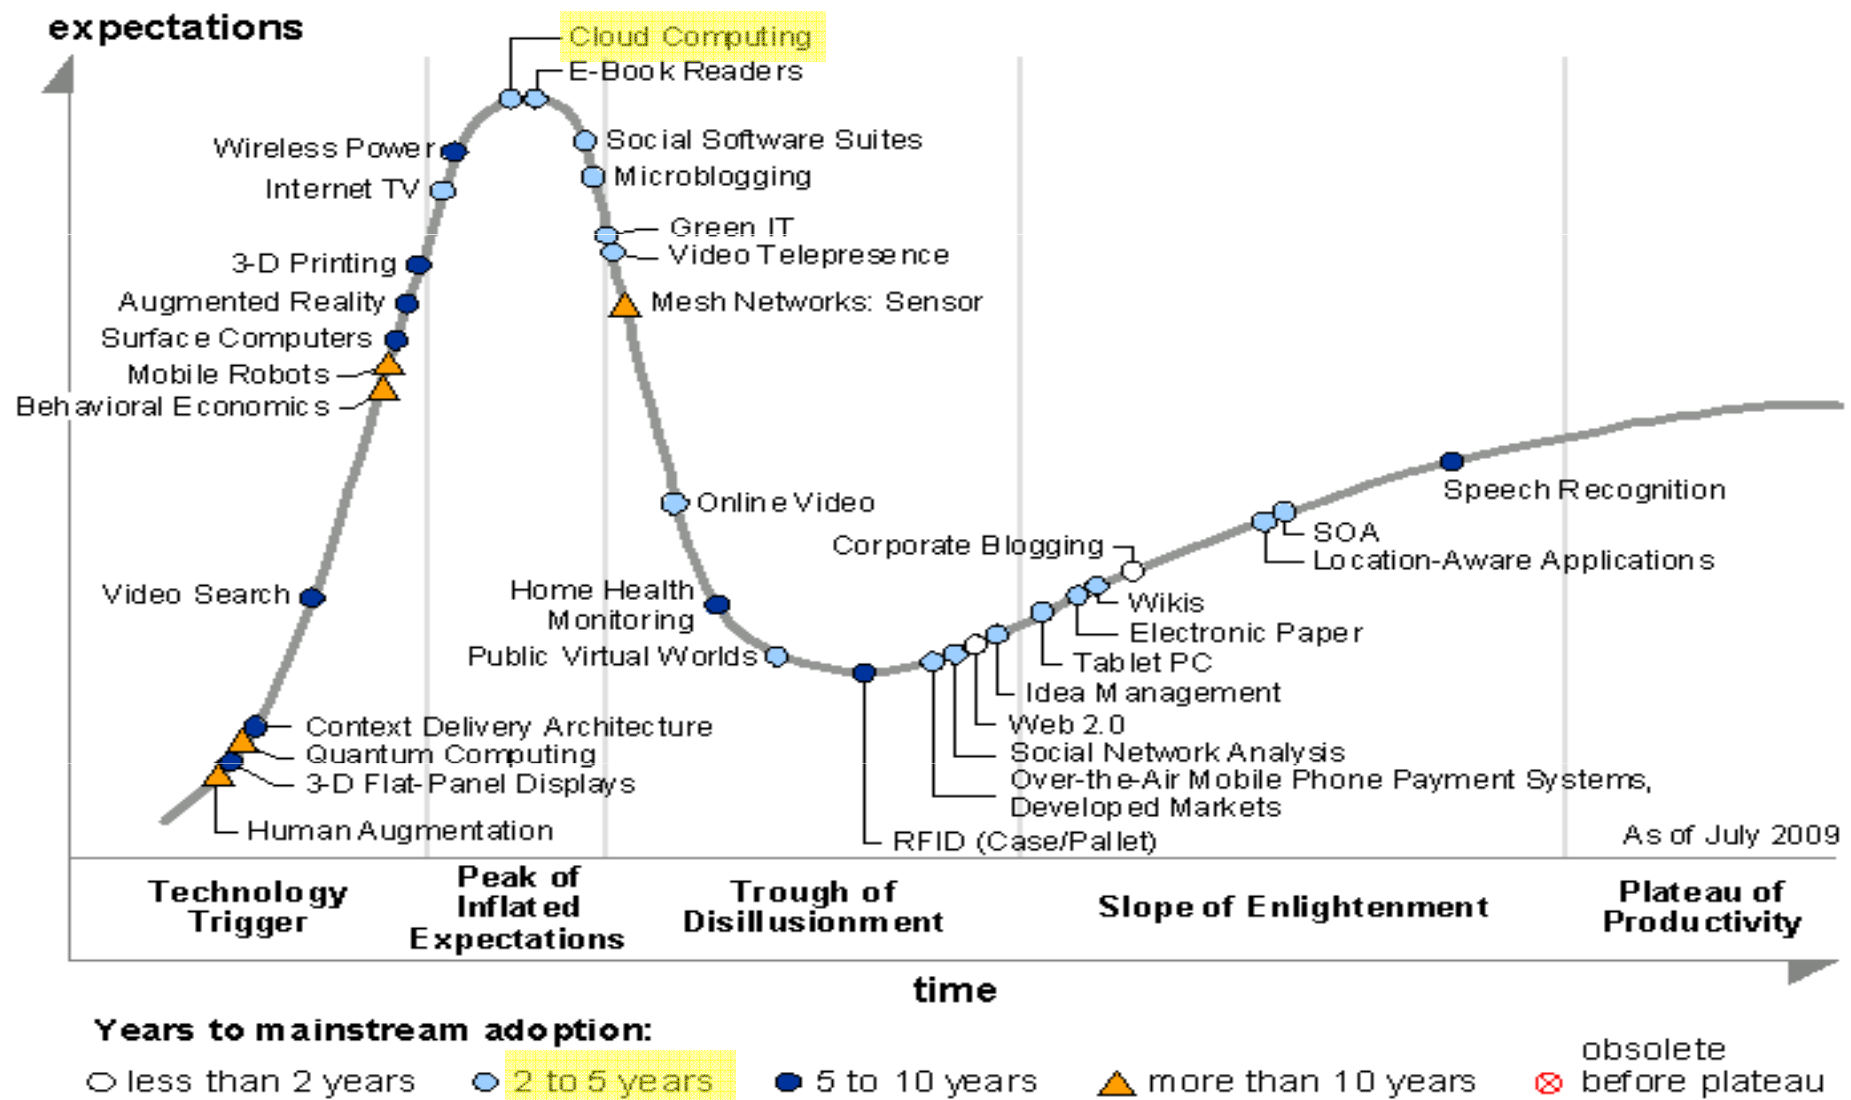 expectations
Cloud Computing
E-Book Readers
Wireless Power
Social Software Suites
Internet TV
Microblogging
Green IT
Video Telepresence
3-D Printing
Augmented Reality
Mesh Networks: Sensor
Surface Computers
Mobile Robots
Behavioral Economics
Online Video
Speech Recognition
SOA
Corporate Blogging
Location-Aware Applications
Video Search
Home Health
Monitoring
Wikis
Electronic Paper
Public Virtual Worlds
Tablet PC
Idea Management
Web 2.0
Context Delivery Architecture
Quantum Computing
Social Network Analysis
3-D Flat-Panel Displays
Over-the-Air Mobile Phone Payment Systems,
Developed Markets
Human Augmentation
RFID (Case/Pallet)
As of July 2009
Technology
Trigger
Peak of
Inflated
Expectations
Trough of
Disillusionment
Slope of Enlightenment
Plateau of
Productivity
time
Years to mainstream adoption:
less than 2 years
2 to 5 years
5 to 10 years
more than 10 years
obsolete
before plateau